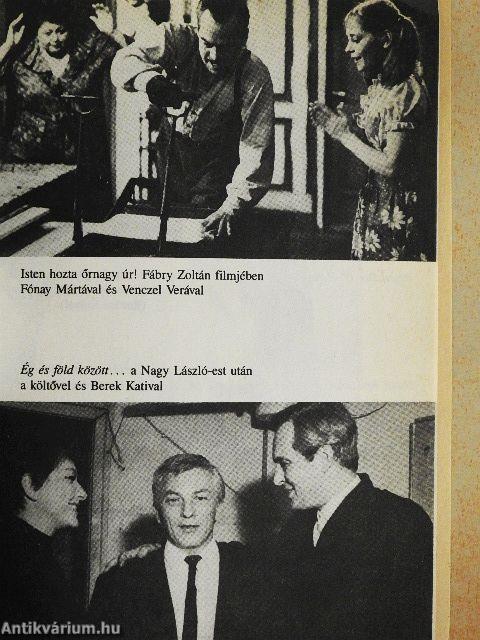 Isten hozta őrnagy úr! Fábry Zoltán filmjében
Fónay Mártával és Venczel Verával
Ég és föld között... a Nagy László-est után
a költővel és Berek Katival
Antikvárium.hu